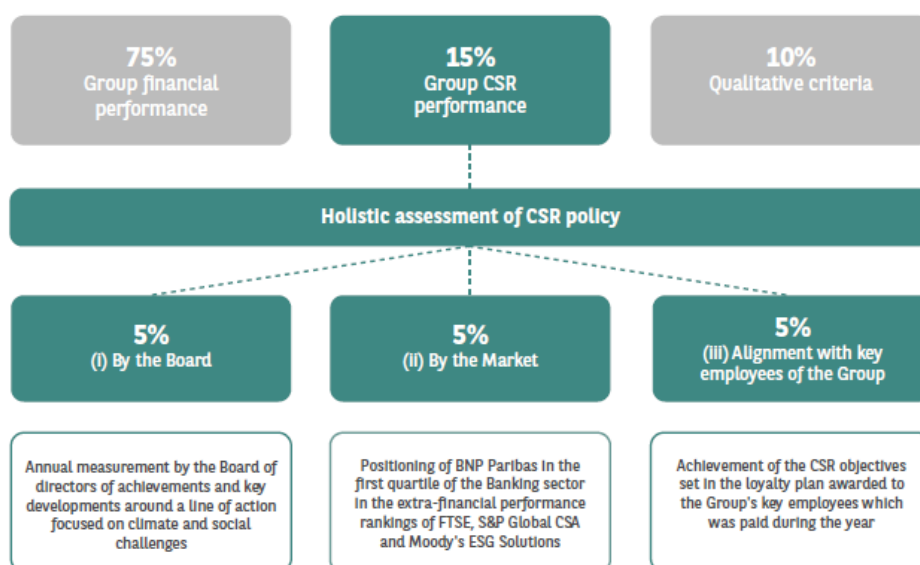 75%
Group financial
performance
15%
Group CSR
performance
10%
Qualitative criteria
Holistic assessment of CSR policy
5%
(i) By the Board
5%
(ii) By the Market
5%
(iii) Alignment with key
employees of the Group
Annual measurement by the Board of
directors of achievements and key
developments around a line of action
focused on climate and social
challenges
Positioning of BNP Paribas in the
first quartile of the Banking sector
in the extra-financial performance
rankings of FTSE, S&P Global CSA
and Moody's ESG Solutions
Achievement of the CSR objectives
set in the loyalty plan awarded to
the Group's key employees which
was paid during the year